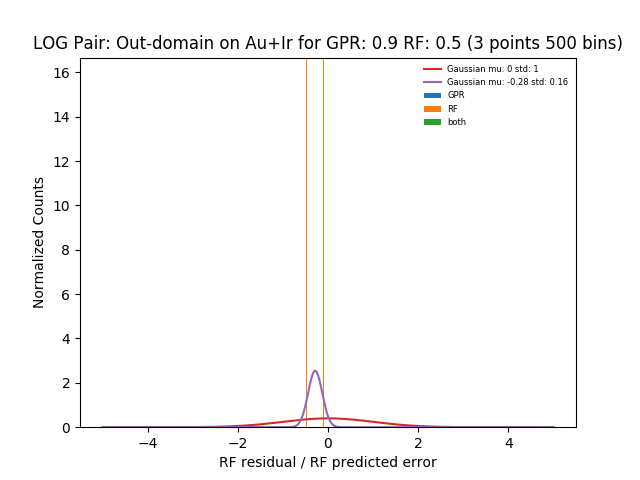 LOG Pair: Out-domain on Au+Ir for GPR: 0.9 RF: 0.5 (3 points 500 bins)
Gaussian mu: 0 std: 1
Gaussian mu: -0.28 std: 0.16
GPR
RF
both
Normalized Counts
16
14
12
10
8
6
4
2
0
−4
−2
0
2
4
RF residual / RF predicted error